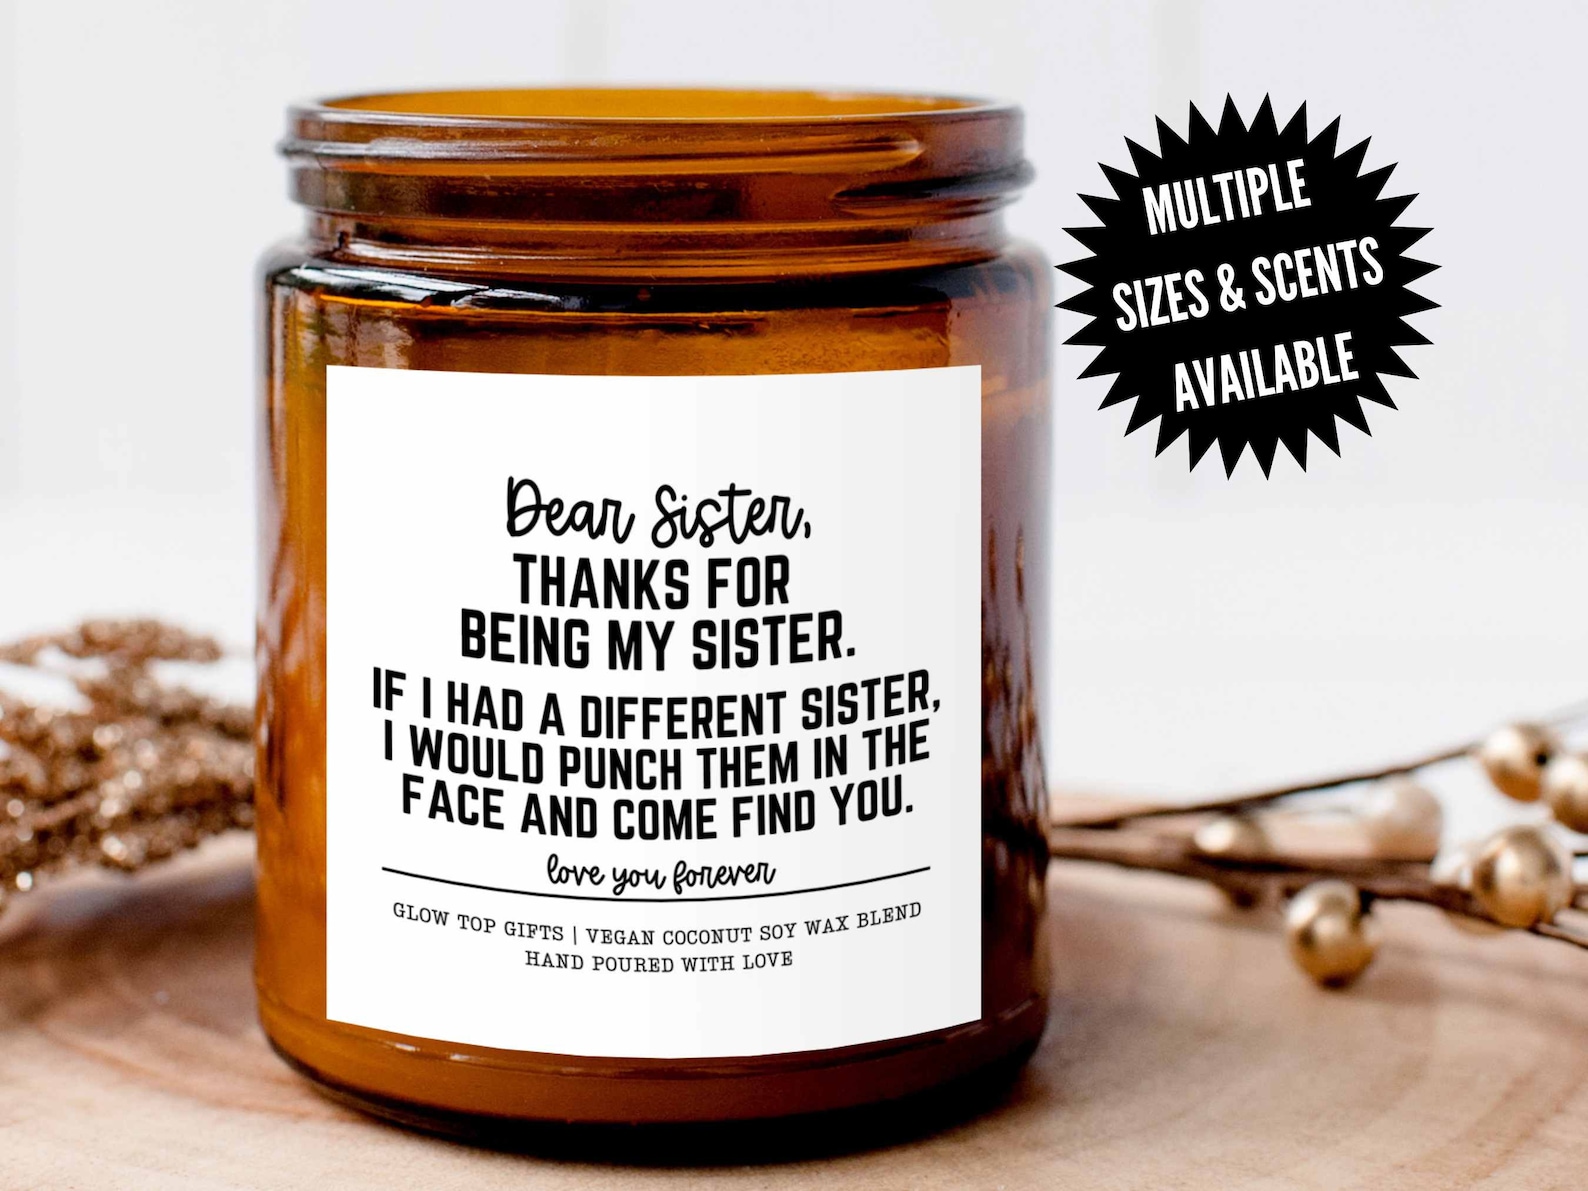 Dear Sister,
THANKS FOR
BEING MY SISTER.
IF I HAD A DIFFERENT SISTER,
I WOULD PUNCH THEM IN THE
FACE AND COME FIND YOU.
love you forever
GLOW TOP GIFTS | VEGAN COCONUT SOY WAX BLEND
HAND POURED WITH LOVE
MULTIPLE
SIZES & SCENTS
AVAILABLE